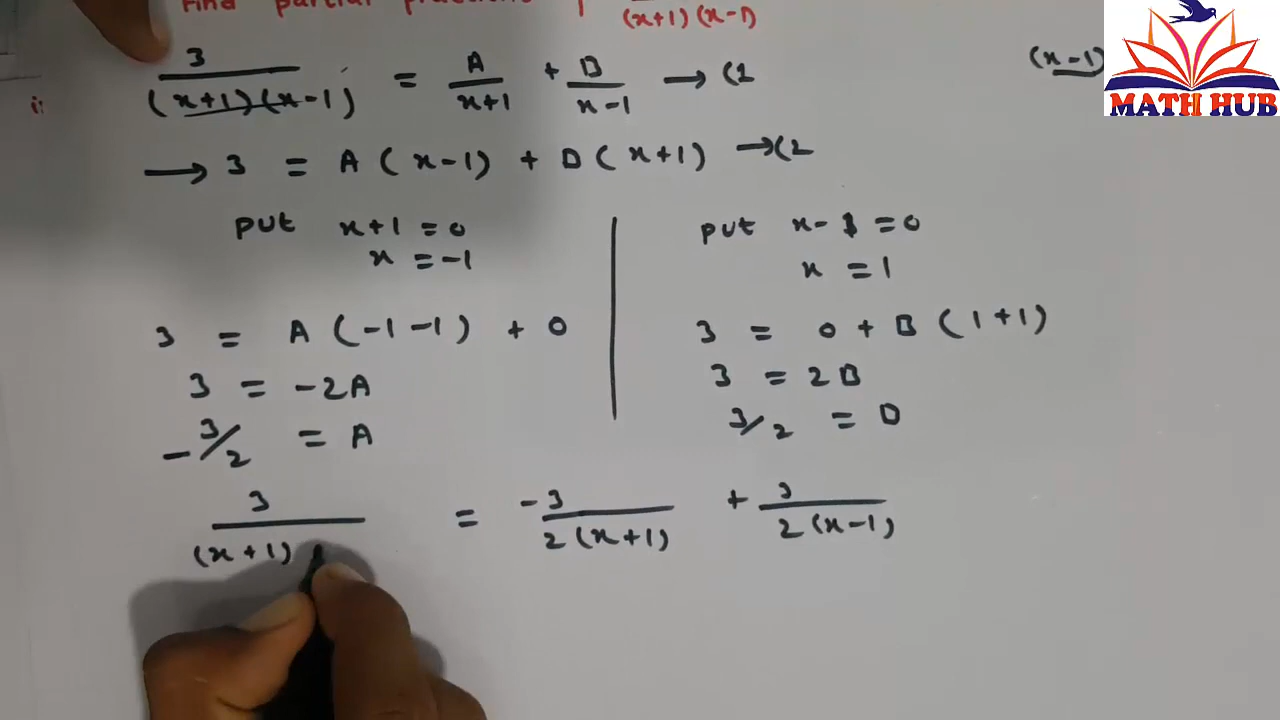 Find partial
(x+1)(x-1)
3/((x+1)(x-1)) = A/(x+1) + B/(x-1) → (1
(x-1)
MATH HUB
→ 3 = A(x-1) + B(x+1) → (2
put x+1 = 0
x = -1
3 = A(-1-1) + 0
3 = -2A
-3/2 = A
put x-1 = 0
x = 1
3 = 0 + B(1+1)
3 = 2B
3/2 = B
3/((x+1) = -3/(2(x+1)) + 3/(2(x-1))